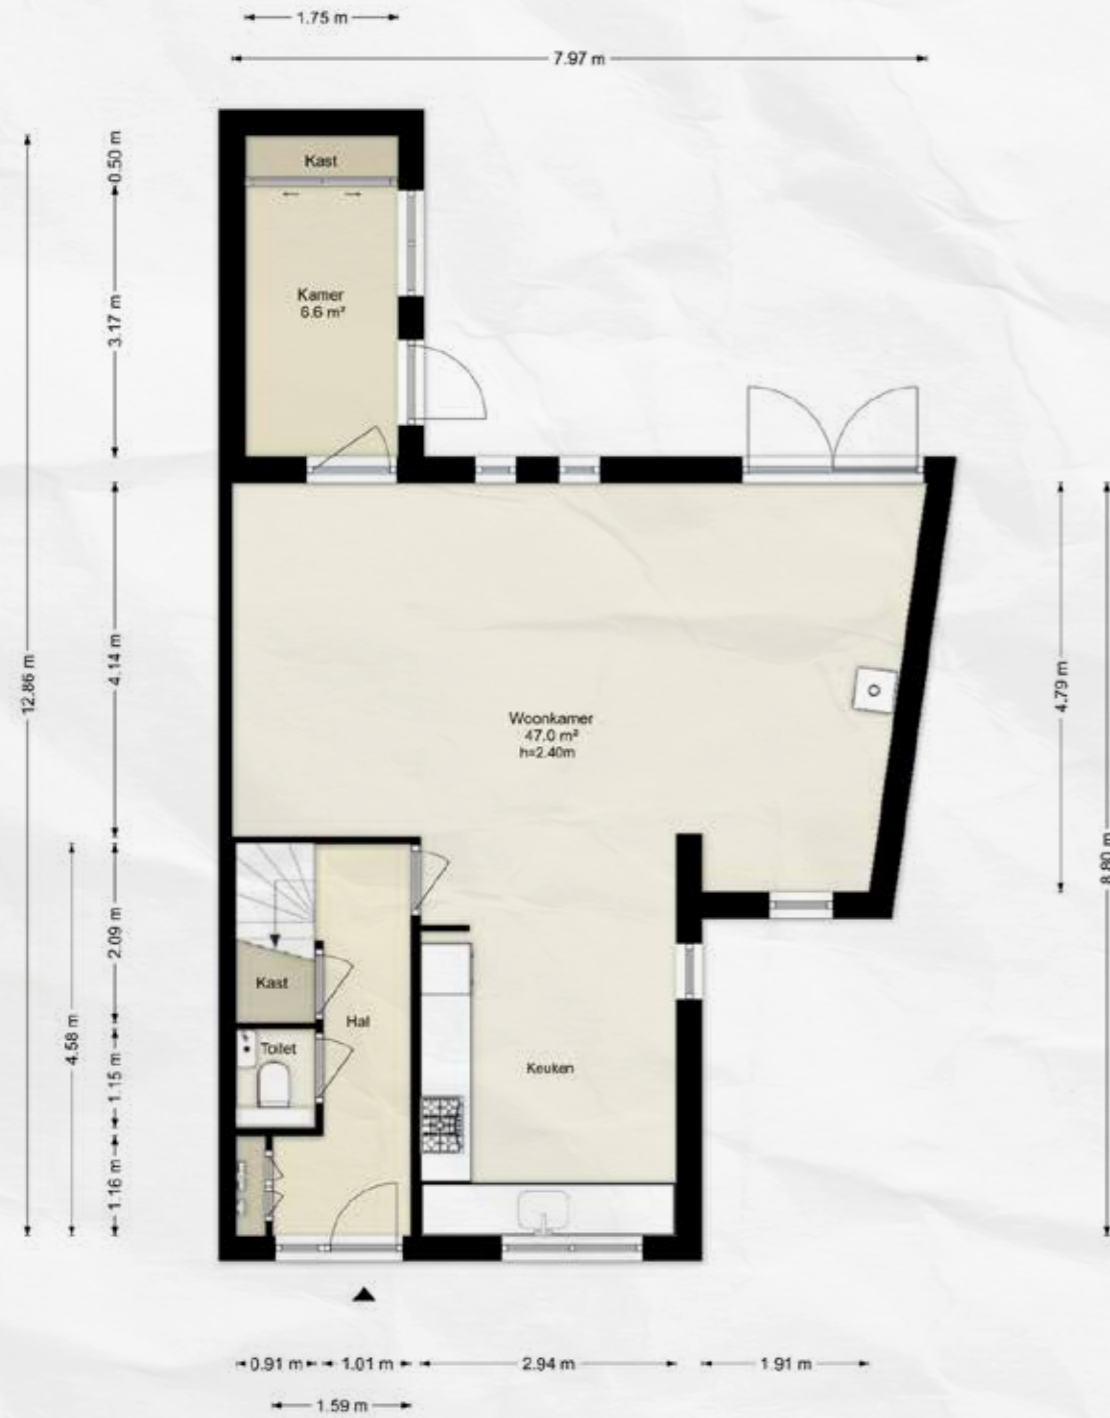 1.75 m
7.97 m
0.50 m
Kast
Kamer
6.6 m²
3.17 m
12.86 m
4.14 m
Woonkamer
47.0 m²
h=2.40m
4.79 m
8.80 m
2.09 m
Kast
Hal
4.58 m
Toilet
1.15 m
Keuken
1.16 m
0.91 m
1.01 m
2.94 m
1.91 m
1.59 m